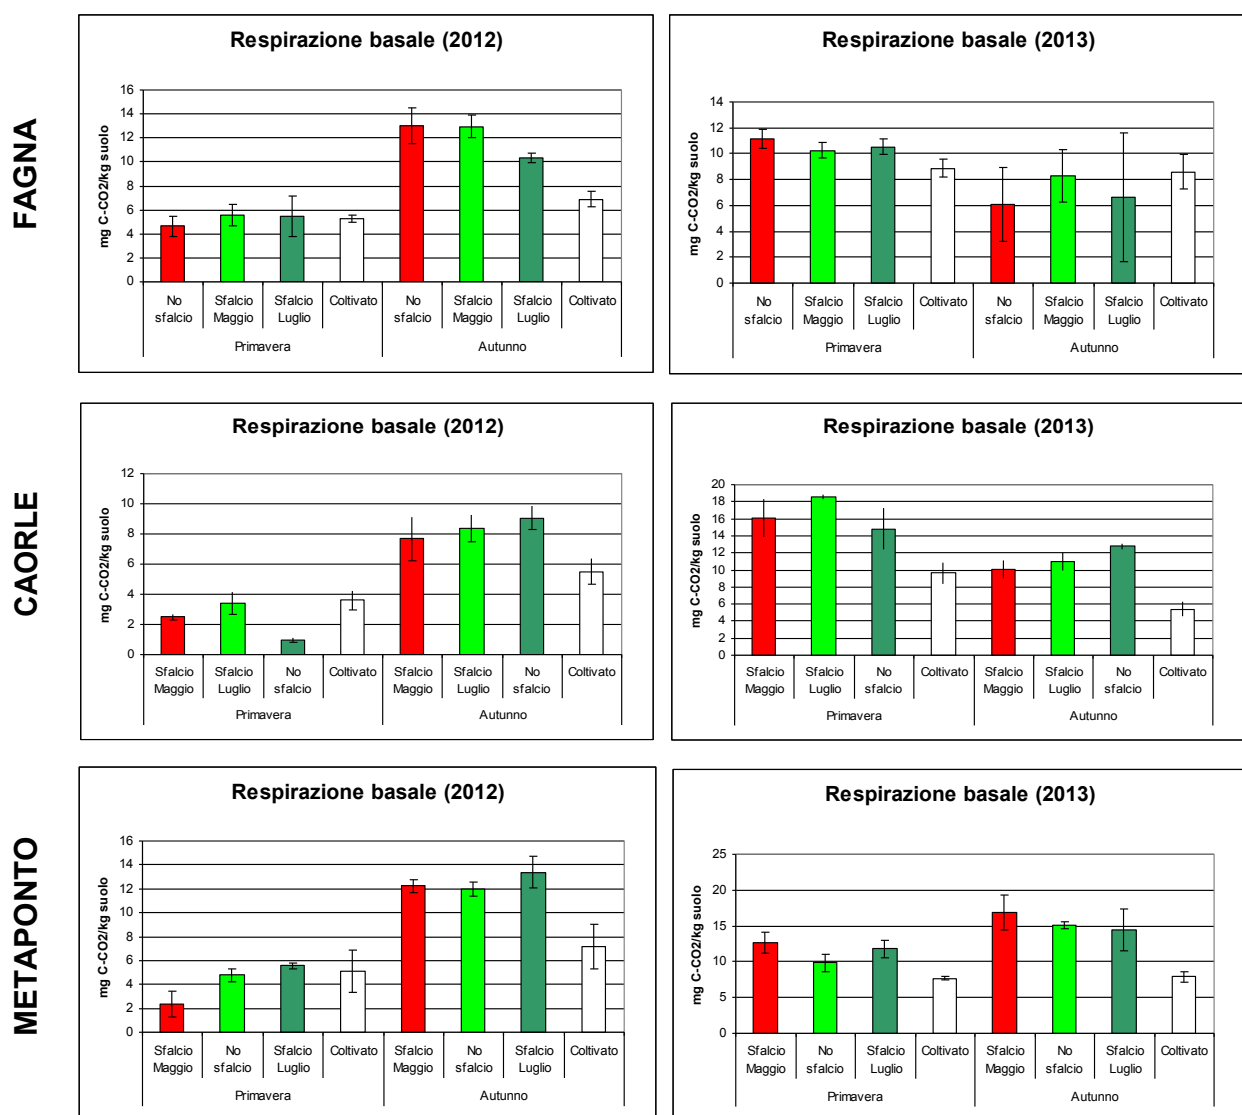 FAGNA
Respirazione basale (2012)
mg C-CO2/kg suolo
16
14
12
10
8
6
4
2
0
No sfalcio
Sfalcio Maggio
Sfalcio Luglio
Coltivato
No sfalcio
Sfalcio Maggio
Sfalcio Luglio
Coltivato
Primavera
Autunno
Respirazione basale (2013)
mg C-CO2/kg suolo
14
12
10
8
6
4
2
0
No sfalcio
Sfalcio Maggio
Sfalcio Luglio
Coltivato
No sfalcio
Sfalcio Maggio
Sfalcio Luglio
Coltivato
Primavera
Autunno
CAORLE
Respirazione basale (2012)
mg C-CO2/kg suolo
12
10
8
6
4
2
0
Sfalcio Maggio
Sfalcio Luglio
No sfalcio
Coltivato
Sfalcio Maggio
Sfalcio Luglio
No sfalcio
Coltivato
Primavera
Autunno
Respirazione basale (2013)
mg C-CO2/kg suolo
20
18
16
14
12
10
8
6
4
2
0
Sfalcio Maggio
Sfalcio Luglio
No sfalcio
Coltivato
Sfalcio Maggio
Sfalcio Luglio
No sfalcio
Coltivato
Primavera
Autunno
METAPONTO
Respirazione basale (2012)
mg C-CO2/kg suolo
16
14
12
10
8
6
4
2
0
Sfalcio Maggio
No sfalcio
Sfalcio Luglio
Coltivato
Sfalcio Maggio
No sfalcio
Sfalcio Luglio
Coltivato
Primavera
Autunno
Respirazione basale (2013)
mg C-CO2/kg suolo
25
20
15
10
5
0
Sfalcio Maggio
No sfalcio
Sfalcio Luglio
Coltivato
Sfalcio Maggio
No sfalcio
Sfalcio Luglio
Coltivato
Primavera
Autunno